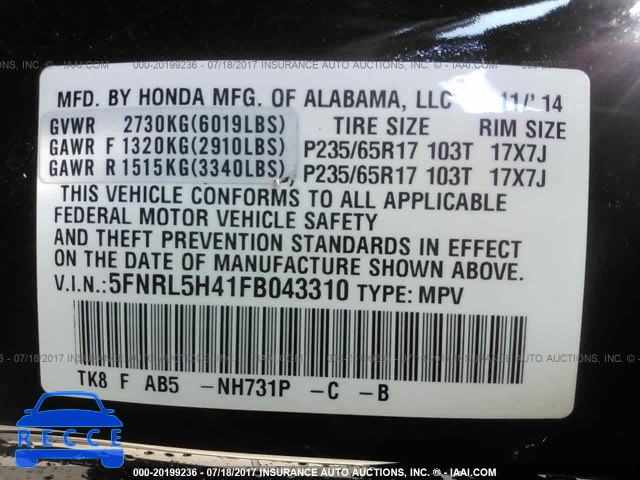 000-20199236 - 07/18/2017 - INSURANCE AUTO AUCTIONS, INC. - © IAAI.COM
MFD. BY HONDA MFG. OF ALABAMA, LLC 11/'14
GVWR 2730KG(6019LBS) TIRE SIZE RIM SIZE
GAWR F 1320KG(2910LBS) P235/65R17 103T 17X7J
GAWR R 1515KG(3340LBS) P235/65R17 103T 17X7J
THIS VEHICLE CONFORMS TO ALL APPLICABLE
FEDERAL MOTOR VEHICLE SAFETY
AND THEFT PREVENTION STANDARDS IN EFFECT
ON THE DATE OF MANUFACTURE SHOWN ABOVE.
V.I.N.:5FNRL5H41FB043310 TYPE: MPV
TK8 F AB5 -NH731P -C -B
RECCE
000-20199236 - 07/18/2017 - INSURANCE AUTO AUCTIONS, INC. - © IAAI.COM